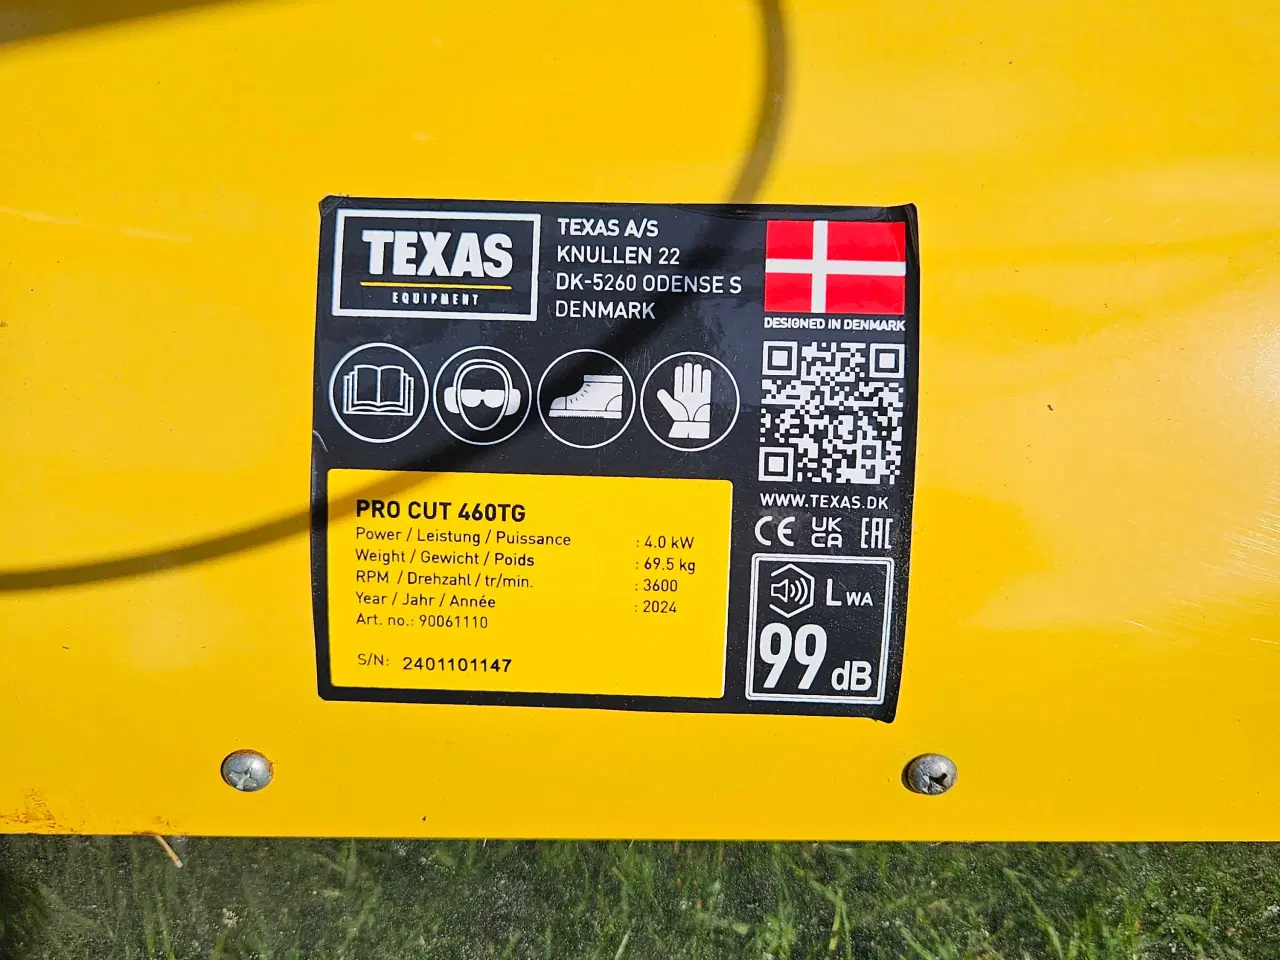 TEXAS
EQUIPMENT
TEXAS A/S
KNULLEN 22
DK-5260 ODENSE S
DENMARK
DESIGNED IN DENMARK
WWW.TEXAS.DK
CE UK CA EAC
PRO CUT 460TG
Power / Leistung / Puissance : 4.0 kW
Weight / Gewicht / Poids : 69.5 kg
RPM / Drehzahl / tr/min. : 3600
Year / Jahr / Année : 2024
Art. no.: 90061110
S/N: 2401101147
LWA
99 dB